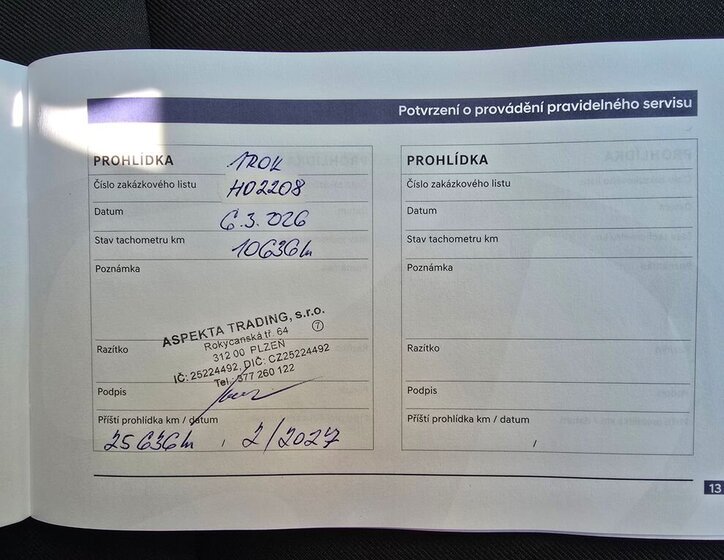 Potvrzení o provádění pravidelného servisu
PROHLÍDKA 1ROK
Číslo zakázkového listu H02208
Datum 6.3.2026
Stav tachometru km 10636km
Poznámka
ASPEKTA TRADING, s.r.o.
Rokycanská tř. 64
312 00 PLZEŇ 7
IČ: 25224492, DIČ: CZ25224492
Tel.: 377 260 122
Razítko
Podpis
Příští prohlídka km / datum
25636km , 2/2027
PROHLÍDKA
Číslo zakázkového listu
Datum
Stav tachometru km
Poznámka
Razítko
Podpis
Příští prohlídka km / datum
/
13